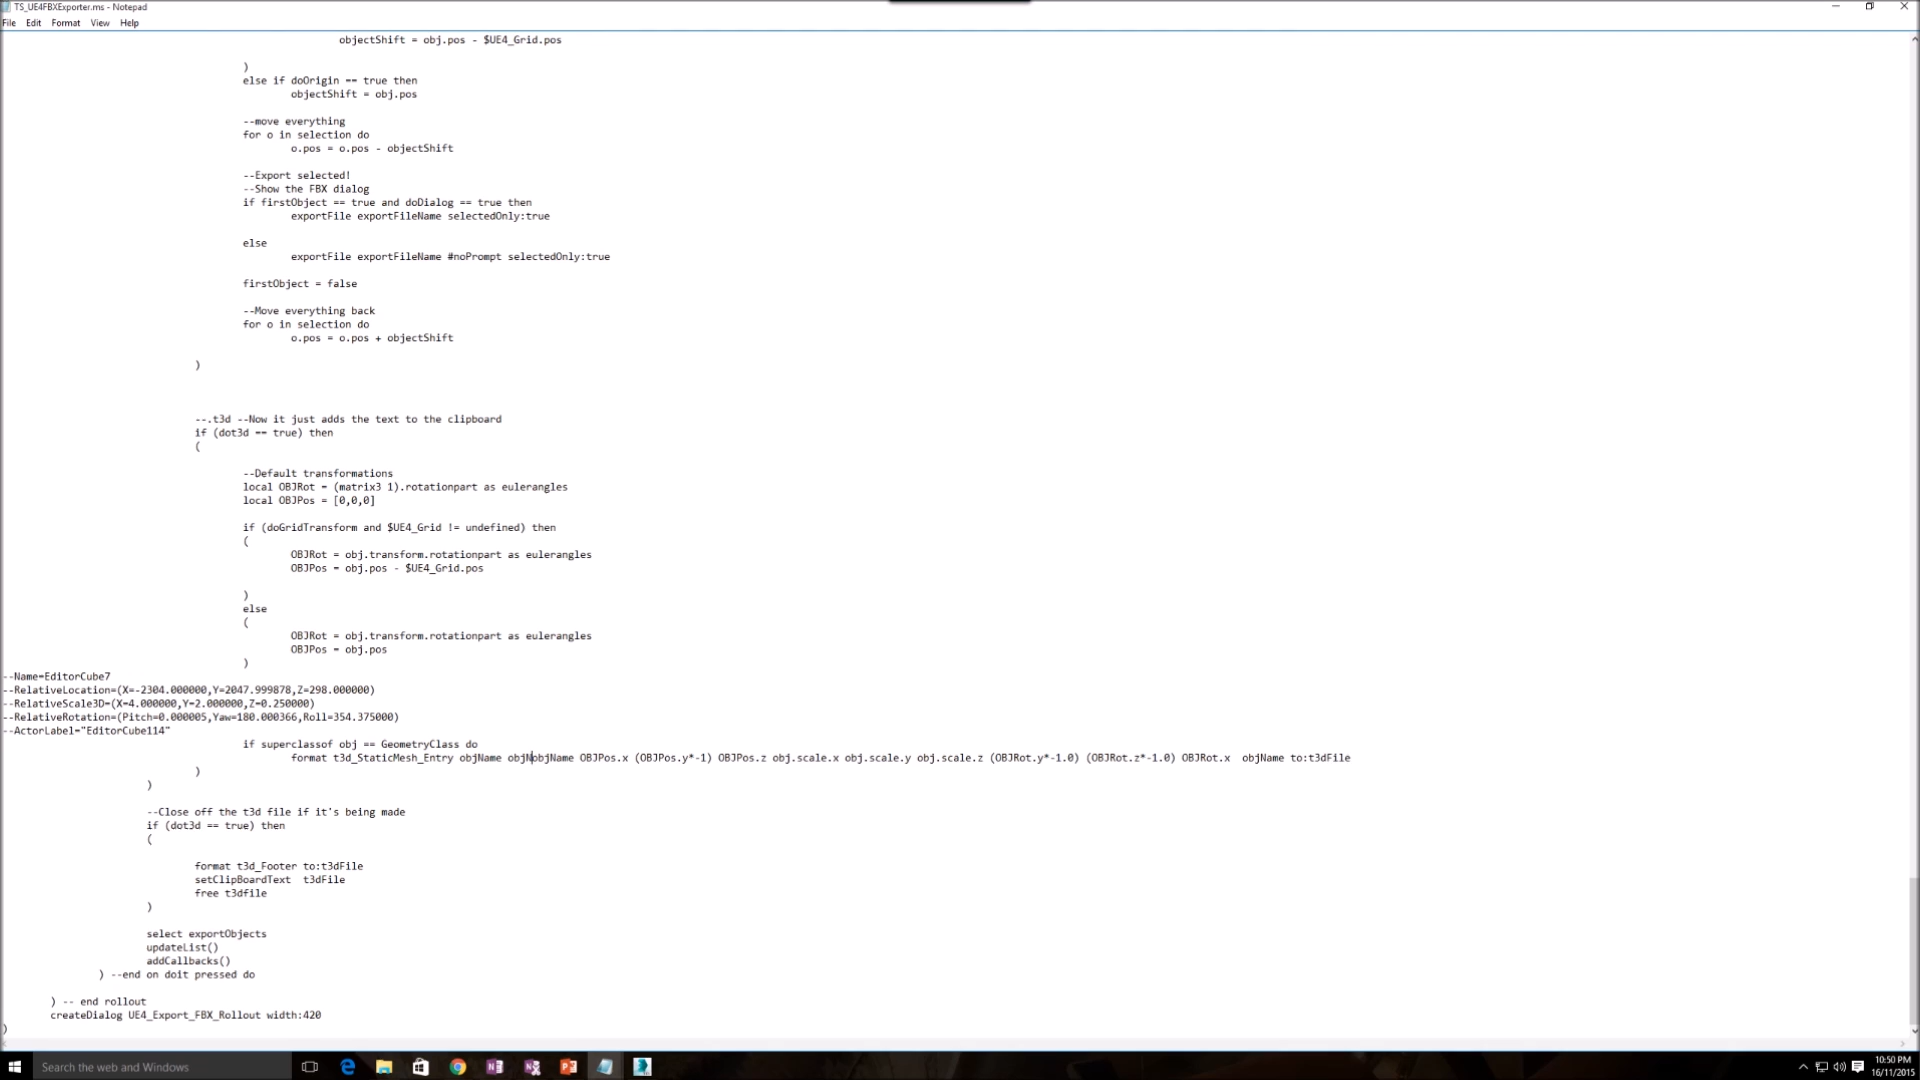 TS_UE4FBXExporter.ms - Notepad
File Edit Format View Help
objectShift = obj.pos - $UE4_Grid.pos
)
else if doOrigin == true then
objectShift = obj.pos
--move everything
for o in selection do
o.pos = o.pos - objectShift
--Export selected!
--Show the FBX dialog
if firstObject == true and doDialog == true then
exportFile exportFileName selectedOnly:true
else
exportFile exportFileName #noPrompt selectedOnly:true
firstObject = false
--Move everything back
for o in selection do
o.pos = o.pos + objectShift
)
--.t3d --Now it just adds the text to the clipboard
if (dot3d == true) then
(
--Default transformations
local OBJRot = (matrix3 1).rotationpart as eulerangles
local OBJPos = [0,0,0]
if (doGridTransform and $UE4_Grid != undefined) then
(
OBJRot = obj.transform.rotationpart as eulerangles
OBJPos = obj.pos - $UE4_Grid.pos
)
else
(
OBJRot = obj.transform.rotationpart as eulerangles
OBJPos = obj.pos
)
--Name=EditorCube7
--RelativeLocation=(X=-2304.000000,Y=2047.999878,Z=298.000000)
--RelativeScale3D=(X=4.000000,Y=2.000000,Z=0.250000)
--RelativeRotation=(Pitch=0.000005,Yaw=180.000366,Roll=354.375000)
--ActorLabel="EditorCube114"
if superclassof obj == GeometryClass do
format t3d_StaticMesh_Entry objName objNobjName OBJPos.x (OBJPos.y*-1) OBJPos.z obj.scale.x obj.scale.y obj.scale.z (OBJRot.y*-1.0) (OBJRot.z*-1.0) OBJRot.x  objName to:t3dFile
)
)
--Close off the t3d file if it's being made
if (dot3d == true) then
(
format t3d_Footer to:t3dFile
setClipBoardText  t3dFile
free t3dfile
)
select exportObjects
updateList()
addCallbacks()
) --end on doit pressed do
) -- end rollout
createDialog UE4_Export_FBX_Rollout width:420
)
Search the web and Windows
10:50 PM
16/11/2015